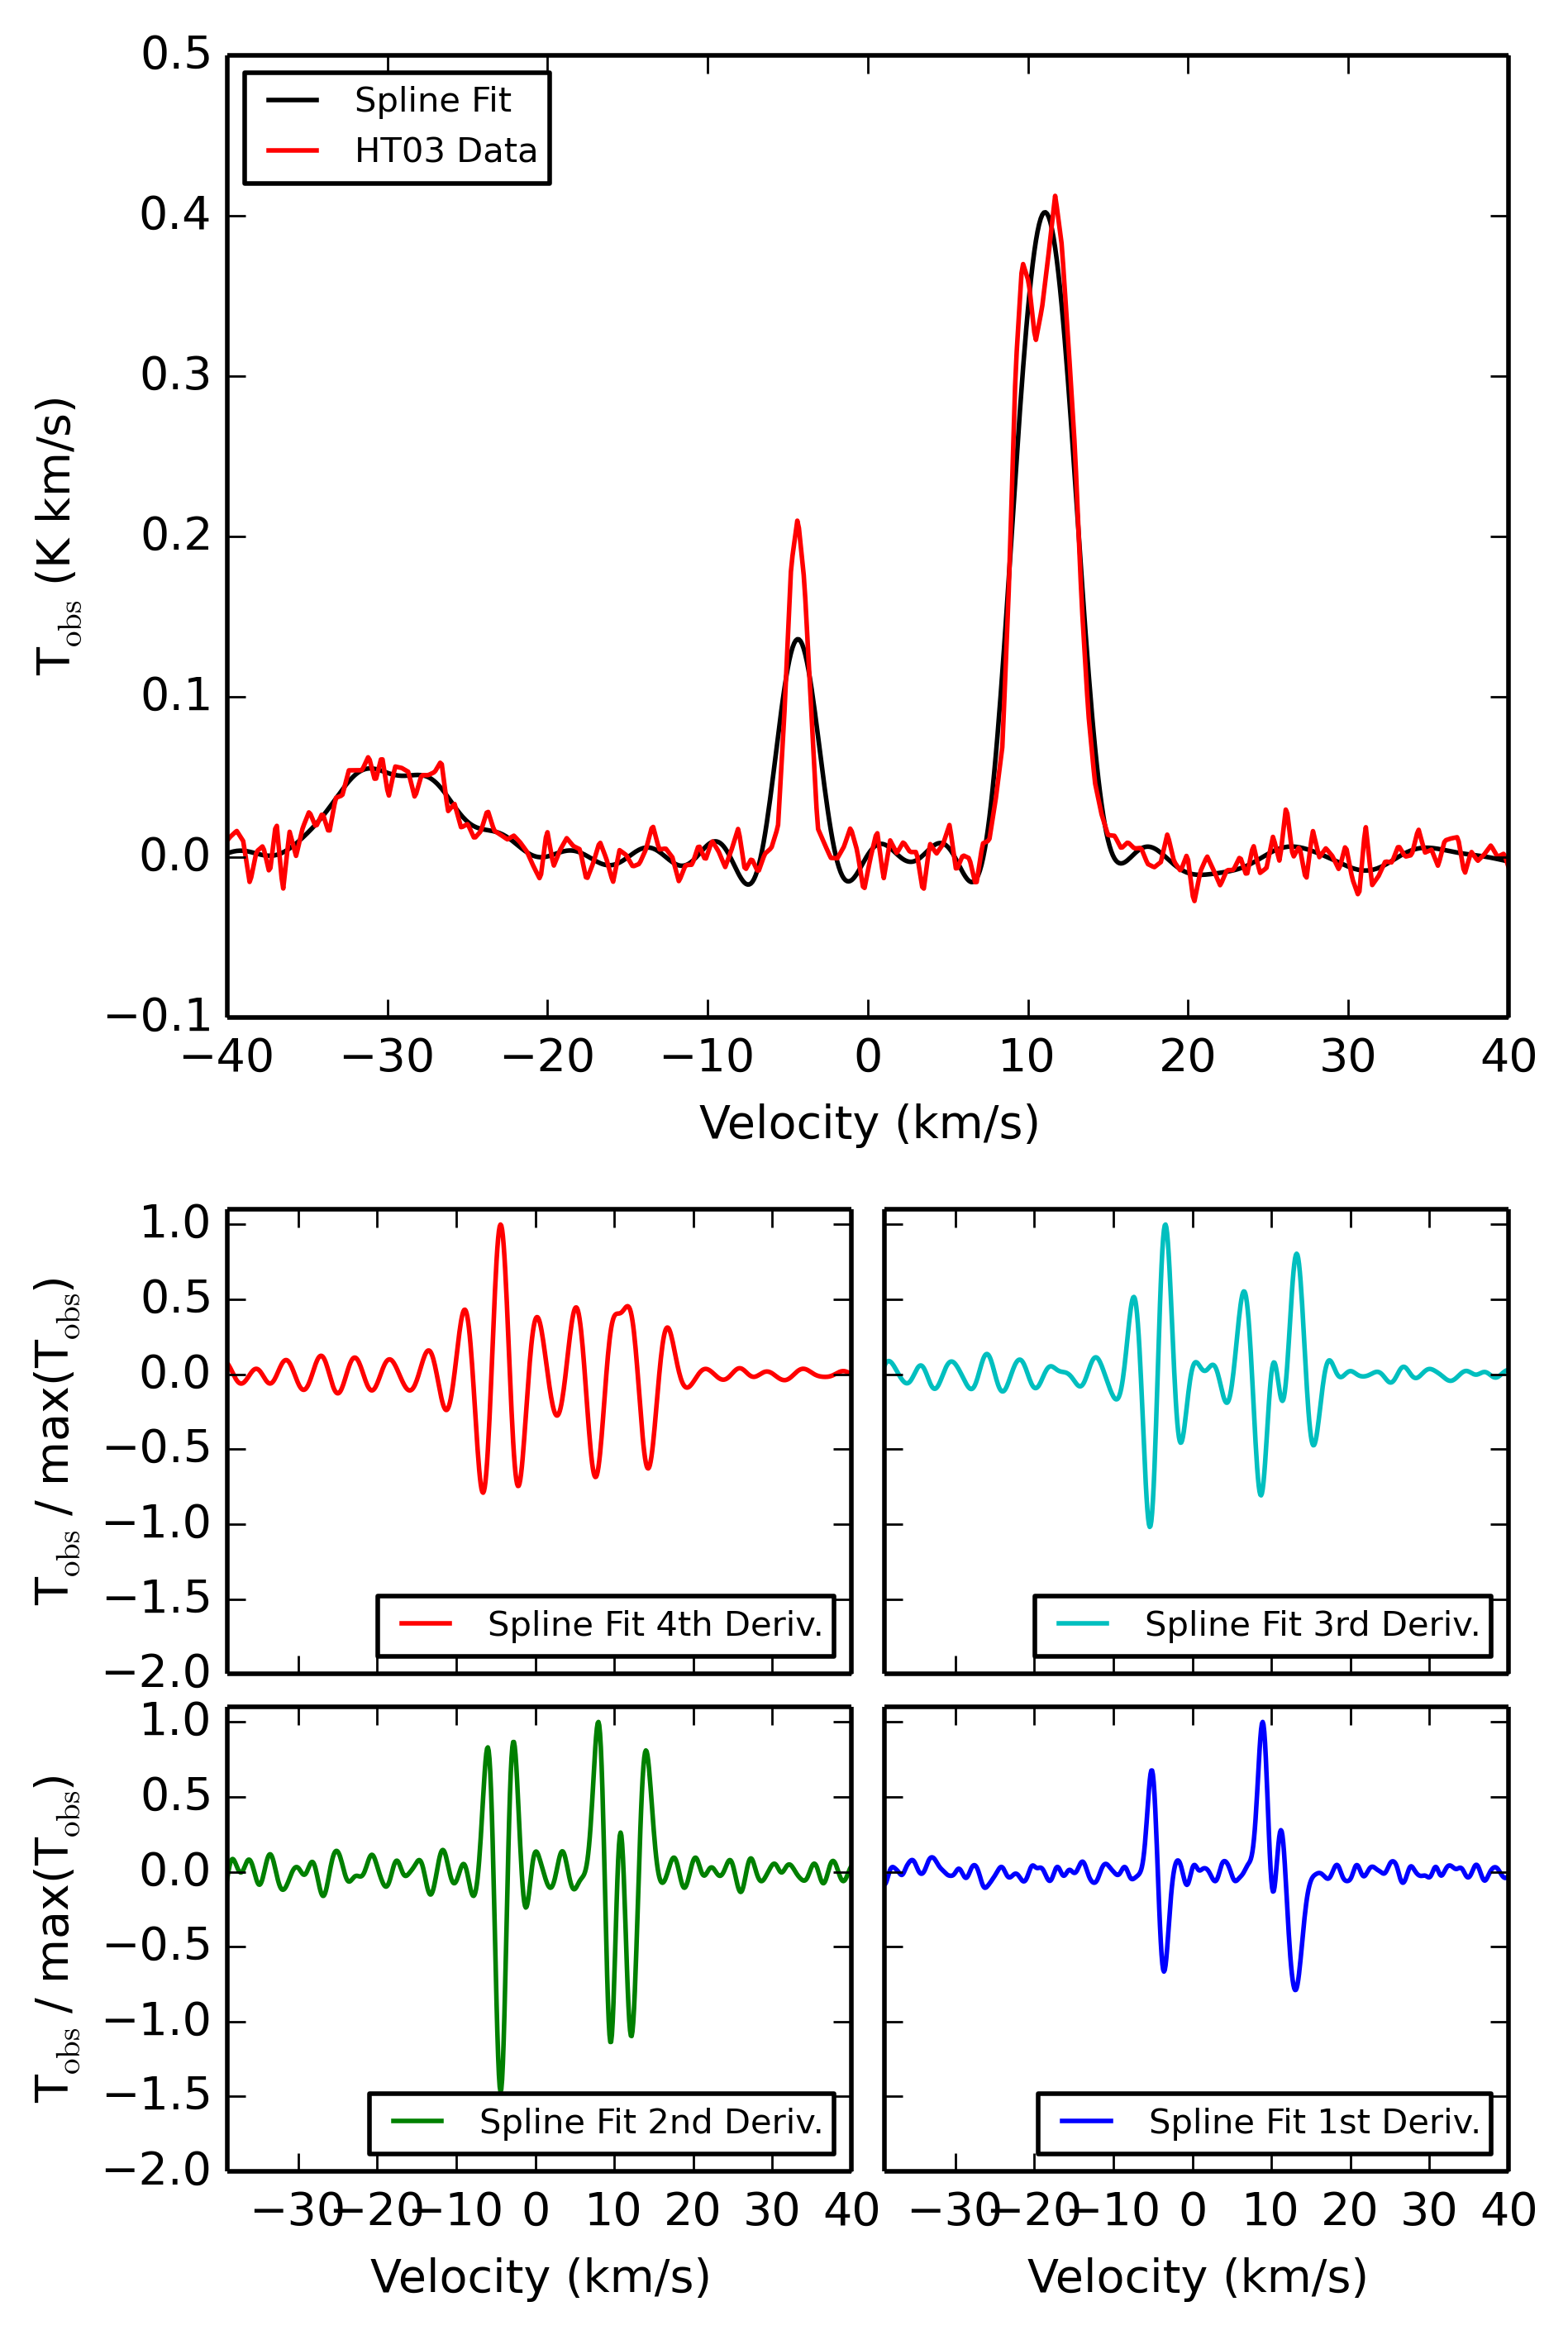 0.5
Spline Fit
HT03 Data
0.4
0.3
0.2
0.1
0.0
−0.1
T_obs (K km/s)
−40 −30 −20 −10 0 10 20 30 40
Velocity (km/s)
1.0
0.5
0.0
−0.5
−1.0
−1.5
−2.0
T_obs / max(T_obs)
Spline Fit 4th Deriv.
Spline Fit 3rd Deriv.
1.0
0.5
0.0
−0.5
−1.0
−1.5
−2.0
T_obs / max(T_obs)
Spline Fit 2nd Deriv.
Spline Fit 1st Deriv.
−30 −20 −10 0 10 20 30 40
−30 −20 −10 0 10 20 30 40
Velocity (km/s)
Velocity (km/s)